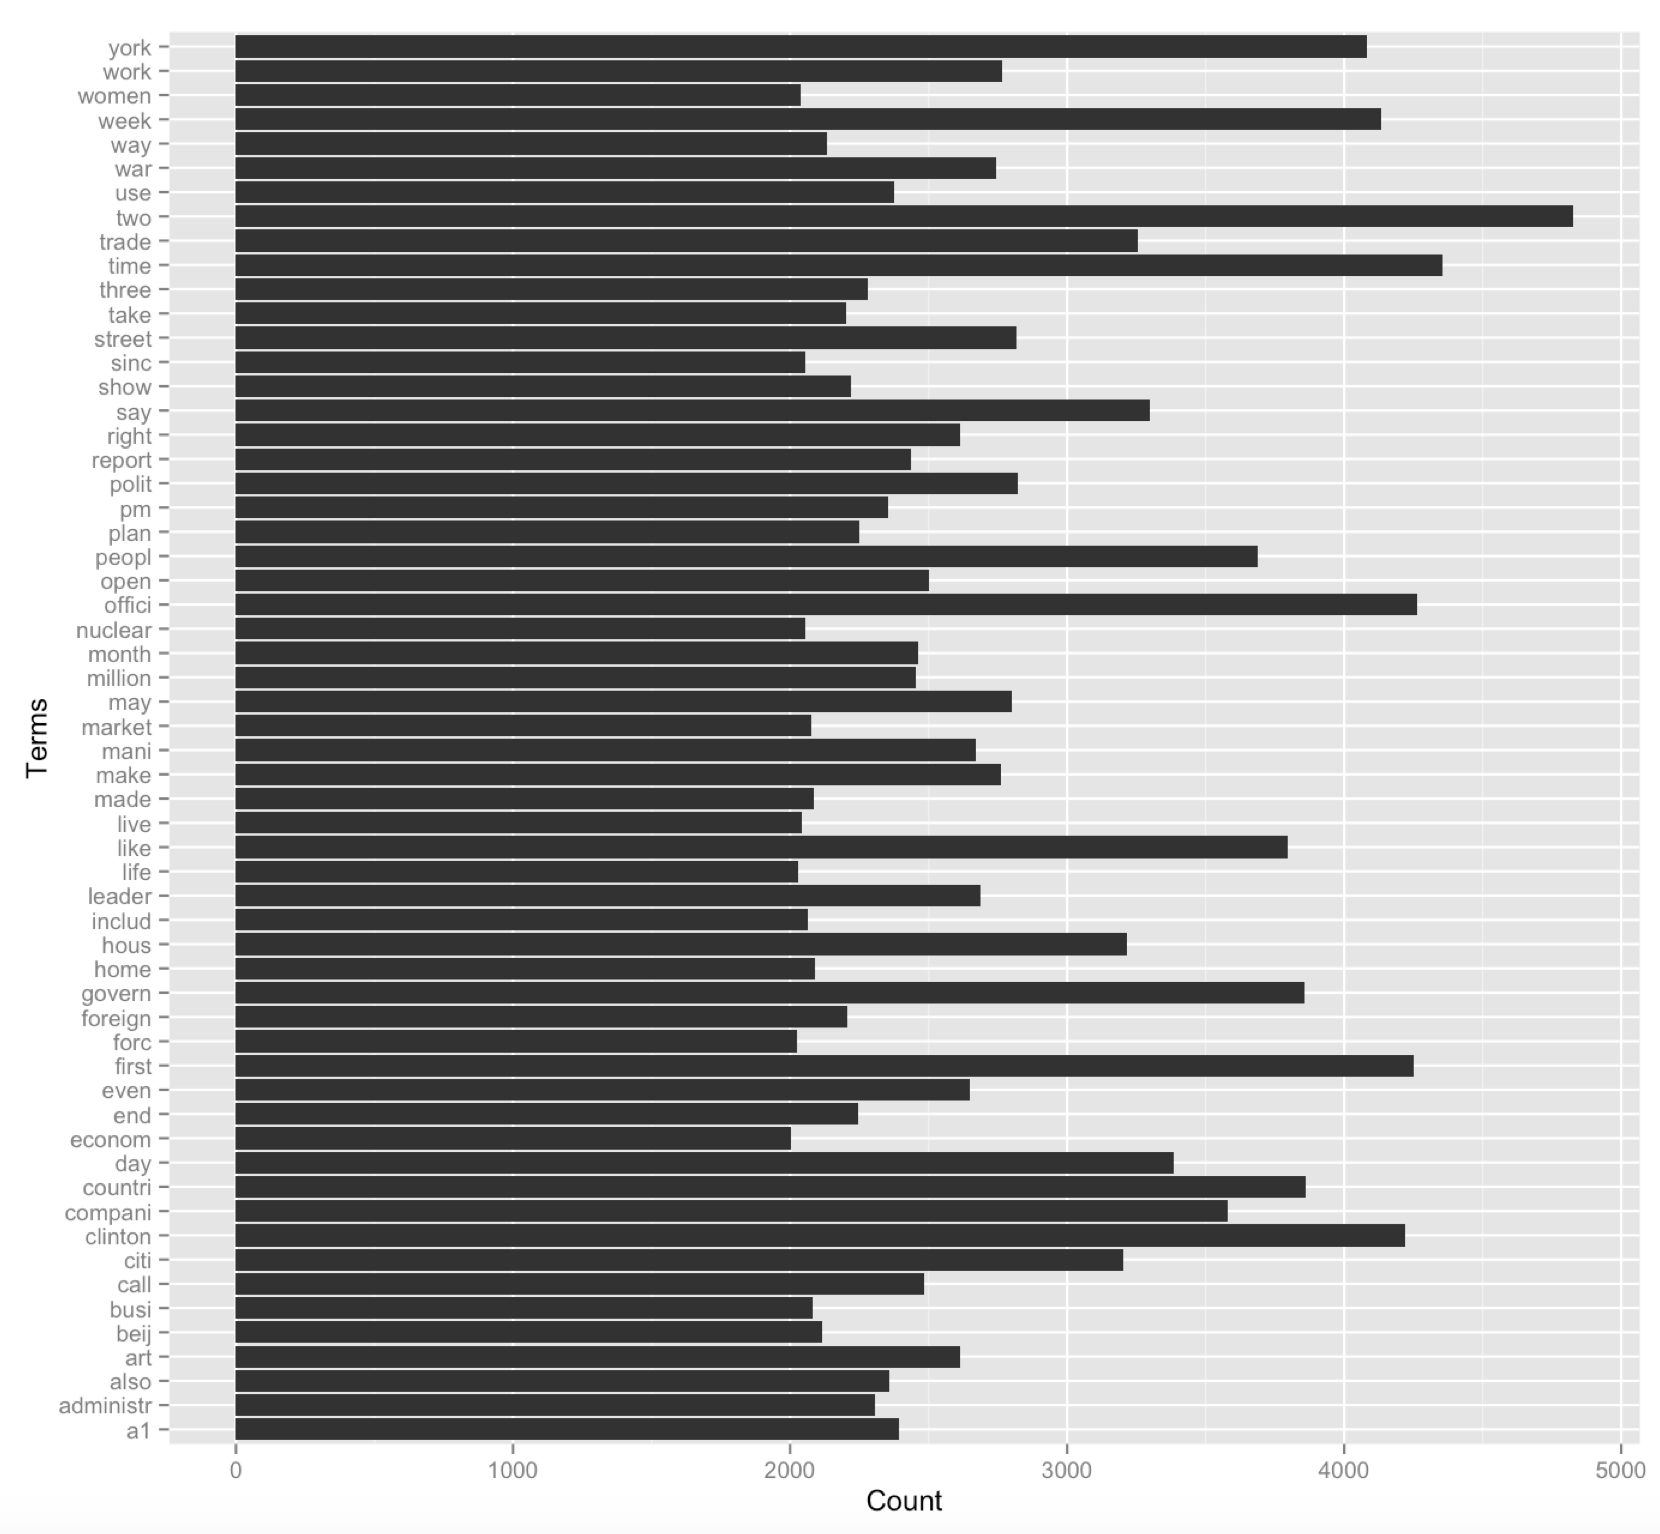 york
work
women
week
way
war
use
two
trade
time
three
take
street
sinc
show
say
right
report
polit
pm
plan
peopl
open
offici
nuclear
month
million
may
market
mani
make
made
live
like
life
leader
includ
hous
home
govern
foreign
forc
first
even
end
econom
day
countri
compani
clinton
citi
call
busi
beij
art
also
administr
a1
Terms
0 1000 2000 3000 4000 5000
Count